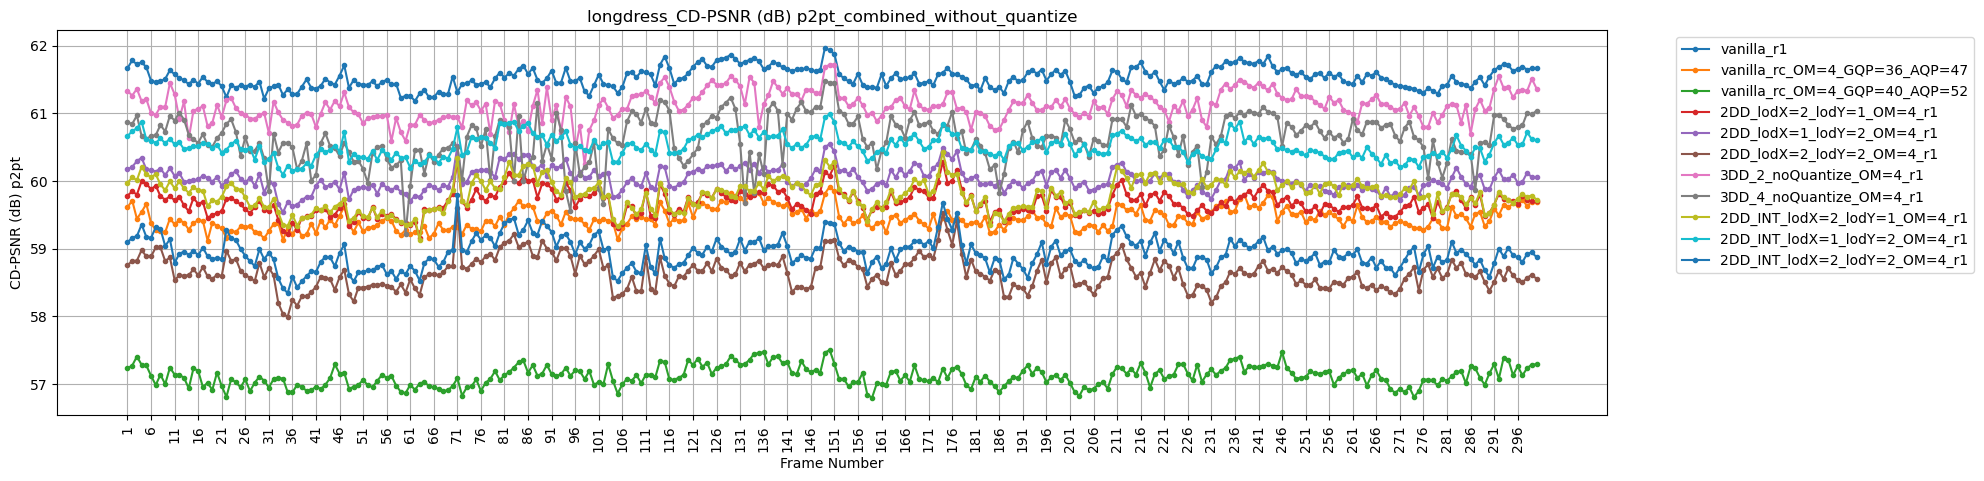 longdress_CD-PSNR (dB) p2pt_combined_without_quantize
CD-PSNR (dB) p2pt
62
61
60
59
58
57
1 6 11 16 21 26 31 36 41 46 51 56 61 66 71 76 81 86 91 96 101 106 111 116 121 126 131 136 141 146 151 156 161 166 171 176 181 186 191 196 201 206 211 216 221 226 231 236 241 246 251 256 261 266 271 276 281 286 291 296
Frame Number
vanilla_r1
vanilla_rc_OM=4_GQP=36_AQP=47
vanilla_rc_OM=4_GQP=40_AQP=52
2DD_lodX=2_lodY=1_OM=4_r1
2DD_lodX=1_lodY=2_OM=4_r1
2DD_lodX=2_lodY=2_OM=4_r1
3DD_2_noQuantize_OM=4_r1
3DD_4_noQuantize_OM=4_r1
2DD_INT_lodX=2_lodY=1_OM=4_r1
2DD_INT_lodX=1_lodY=2_OM=4_r1
2DD_INT_lodX=2_lodY=2_OM=4_r1